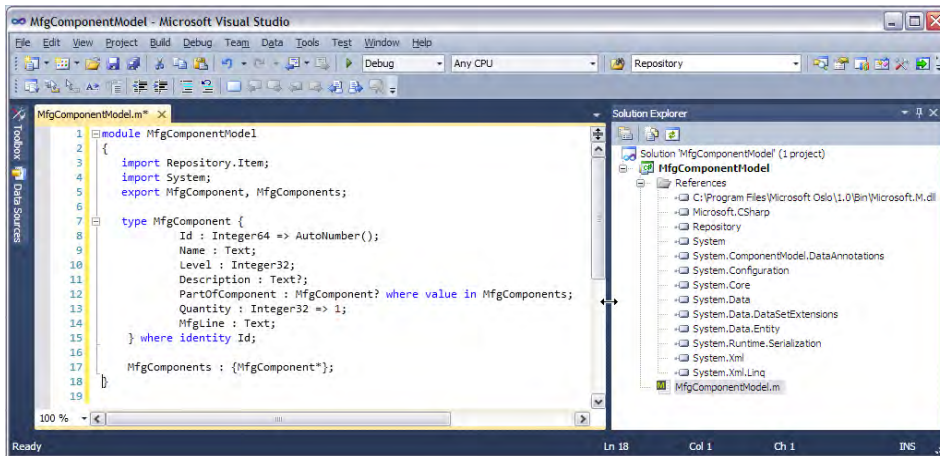 MfgComponentModel - Microsoft Visual Studio
File Edit View Project Build Debug Team Data Tools Test Window Help
Debug Any CPU Repository
MfgComponentModel.m* X
Toolbox
Data Sources
1 module MfgComponentModel
2 {
3 import Repository.Item;
4 import System;
5 export MfgComponent, MfgComponents;
6
7 type MfgComponent {
8 Id : Integer64 => AutoNumber();
9 Name : Text;
10 Level : Integer32;
11 Description : Text?;
12 PartOfComponent : MfgComponent? where value in MfgComponents;
13 Quantity : Integer32 => 1;
14 MfgLine : Text;
15 } where identity Id;
16
17 MfgComponents : {MfgComponent*};
18 }
19
100 %
Solution Explorer
Solution 'MfgComponentModel' (1 project)
MfgComponentModel
References
C:\Program Files\Microsoft Oslo\1.0\Bin\Microsoft.M.dll
Microsoft.CSharp
Repository
System
System.ComponentModel.DataAnnotations
System.Configuration
System.Core
System.Data
System.Data.DataSetExtensions
System.Data.Entity
System.Runtime.Serialization
System.Xml
System.Xml.Linq
MfgComponentModel.m
Ready Ln 18 Col 1 Ch 1 INS